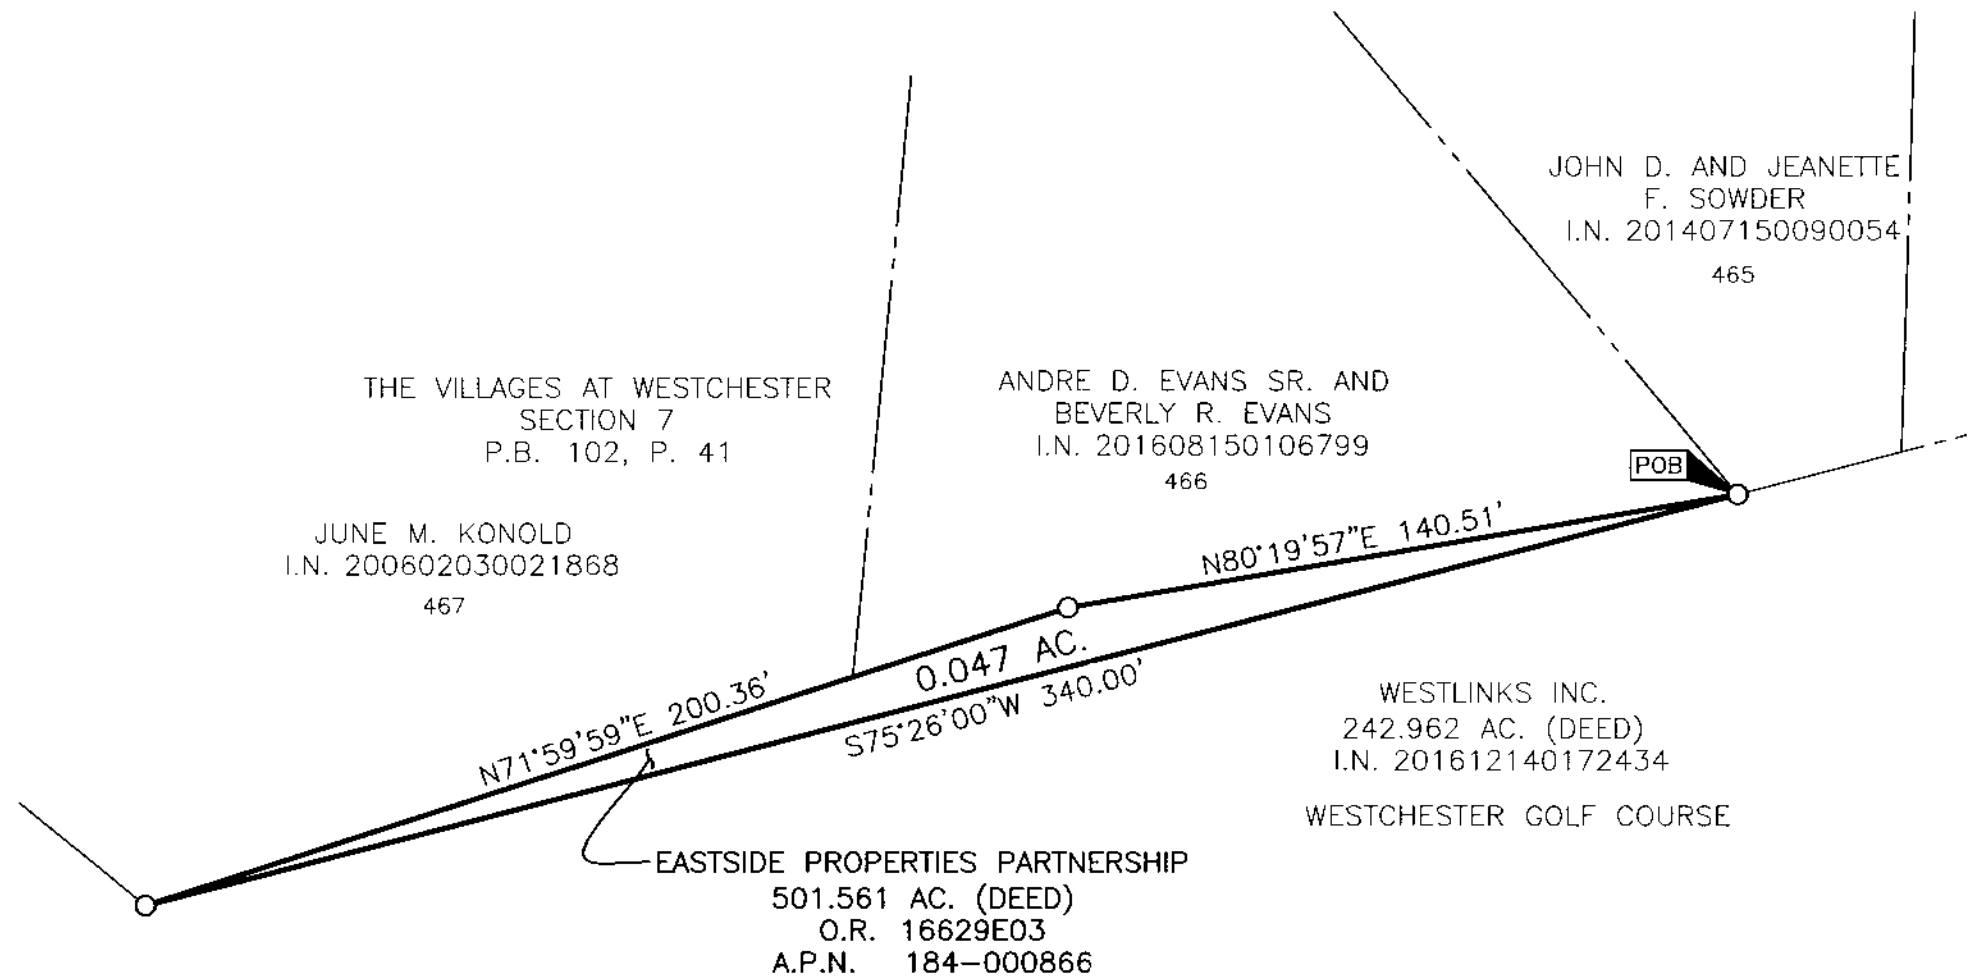 JOHN D. AND JEANETTE
F. SOWDER
I.N. 201407150090054
465
THE VILLAGES AT WESTCHESTER
SECTION 7
P.B. 102, P. 41
ANDRE D. EVANS SR. AND
BEVERLY R. EVANS
I.N. 201608150106799
466
POB
JUNE M. KONOLD
I.N. 200602030021868
467
N80°19'57"E 140.51'
N71°59'59"E 200.36'
0.047 AC.
S75°26'00"W 340.00'
WESTLINKS INC.
242.962 AC. (DEED)
I.N. 201612140172434
WESTCHESTER GOLF COURSE
EASTSIDE PROPERTIES PARTNERSHIP
501.561 AC. (DEED)
O.R. 16629E03
A.P.N. 184-000866